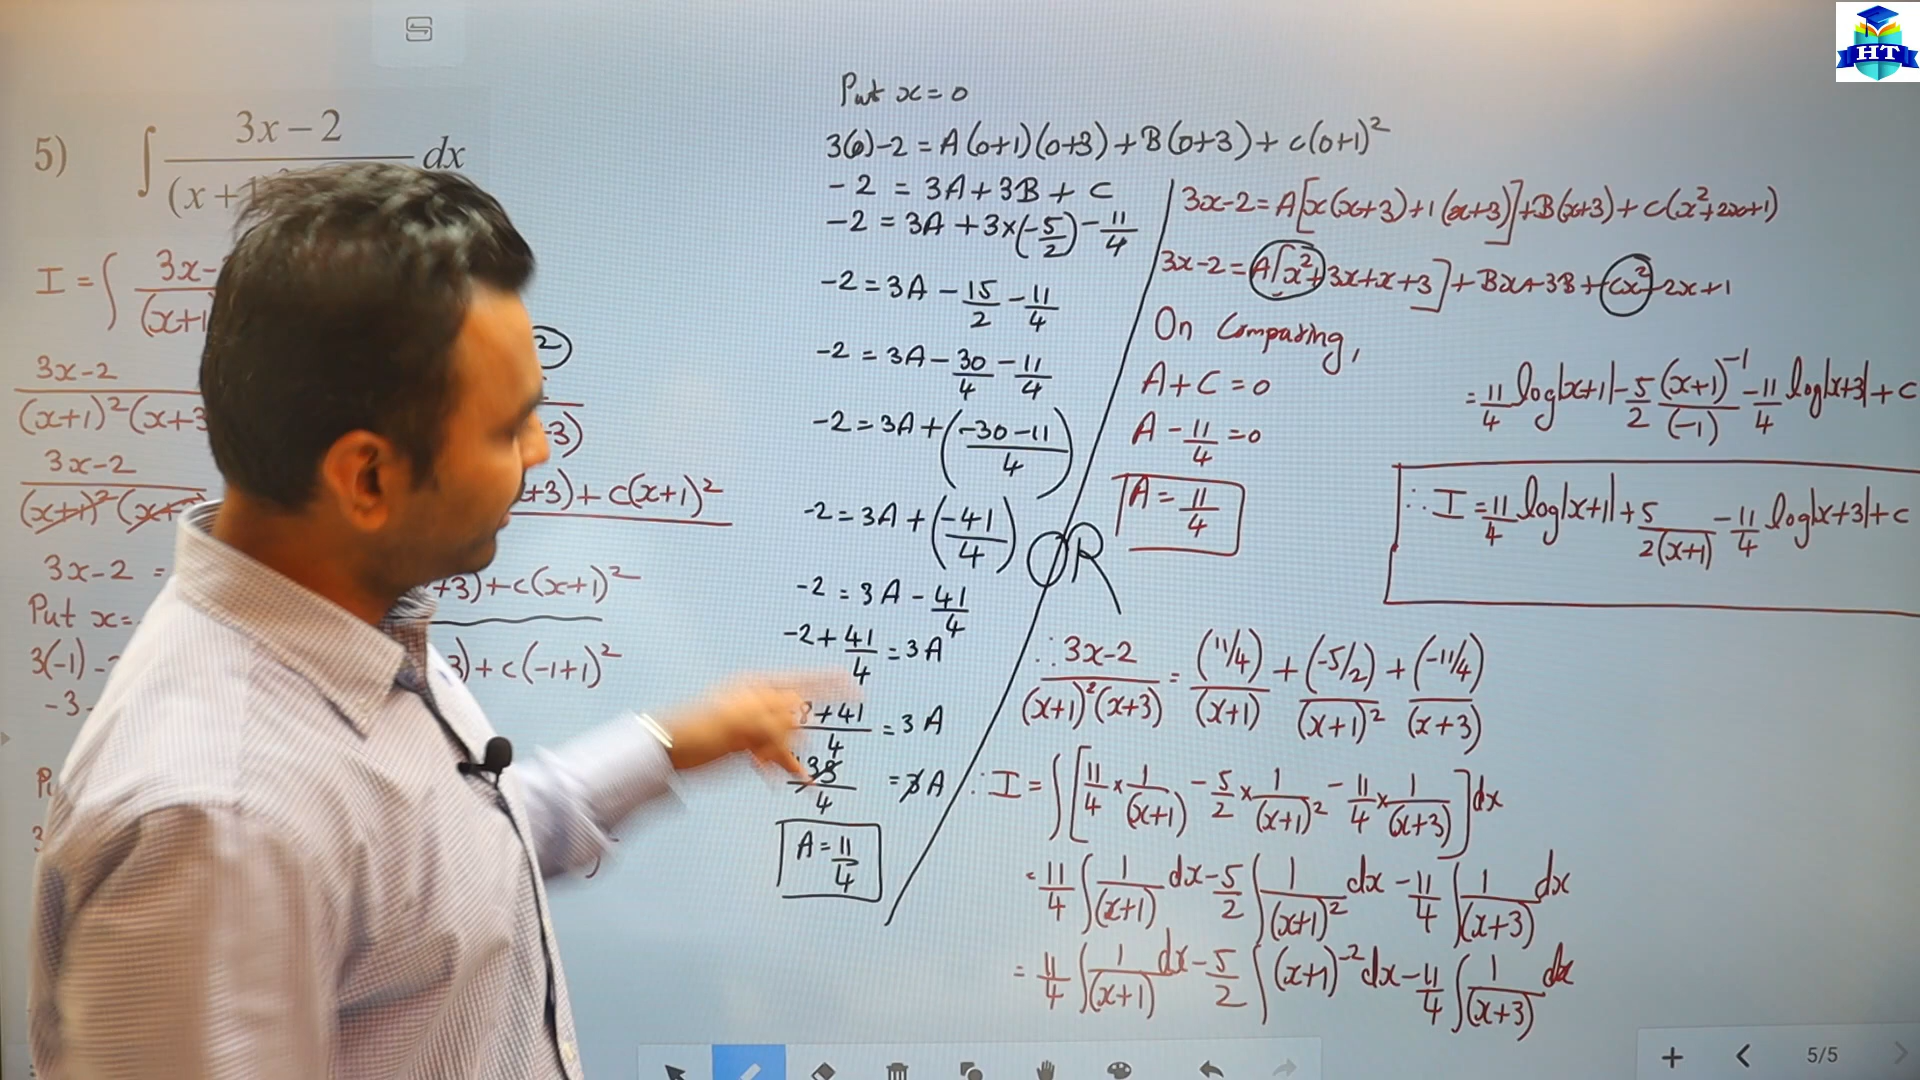 HT
5) ∫ 3x − 2 / (x + 1) dx
I = ∫ 3x- / (x+1)
3x-2 / (x+1)² (x+3
3x-2 / (x+1)² (x+
+3) + C(x+1)²
3x-2 =
+3) + C(x+1)²
Put x=
3(-1) -
3) + C(-1+1)²
-3
3
Put x = 0
3(0)-2 = A(0+1)(0+3) + B(0+3) + C(0+1)²
-2 = 3A + 3B + C
-2 = 3A + 3×(-5/2) - 11/4
-2 = 3A - 15/2 - 11/4
-2 = 3A - 30/4 - 11/4
-2 = 3A + (-30-11 / 4)
-2 = 3A + (-41/4)
-2 = 3A - 41/4
-2 + 41/4 = 3A
-8+41 / 4 = 3A
33/4 = 3A
A = 11/4
OR
3x-2 = A[x(x+3)+1(x+3)] + B(x+3) + C(x²+2x+1)
3x-2 = A[x²+3x+x+3] + Bx+3B + Cx²+2x+1
On Comparing,
A + C = 0
A - 11/4 = 0
A = 11/4
∴ 3x-2 / (x+1)²(x+3) = (11/4)/(x+1) + (-5/2)/(x+1)² + (-11/4)/(x+3)
∴ I = ∫ [11/4 × 1/(x+1) - 5/2 × 1/(x+1)² - 11/4 × 1/(x+3)] dx
= 11/4 ∫ 1/(x+1) dx - 5/2 ∫ 1/(x+1)² dx - 11/4 ∫ 1/(x+3) dx
= 11/4 ∫ 1/(x+1) dx - 5/2 ∫ (x+1)⁻² dx - 11/4 ∫ 1/(x+3) dx
= 11/4 log|x+1| - 5/2 (x+1)⁻¹/(-1) - 11/4 log|x+3| + c
∴ I = 11/4 log|x+1| + 5/2(x+1) - 11/4 log|x+3| + c
5/5